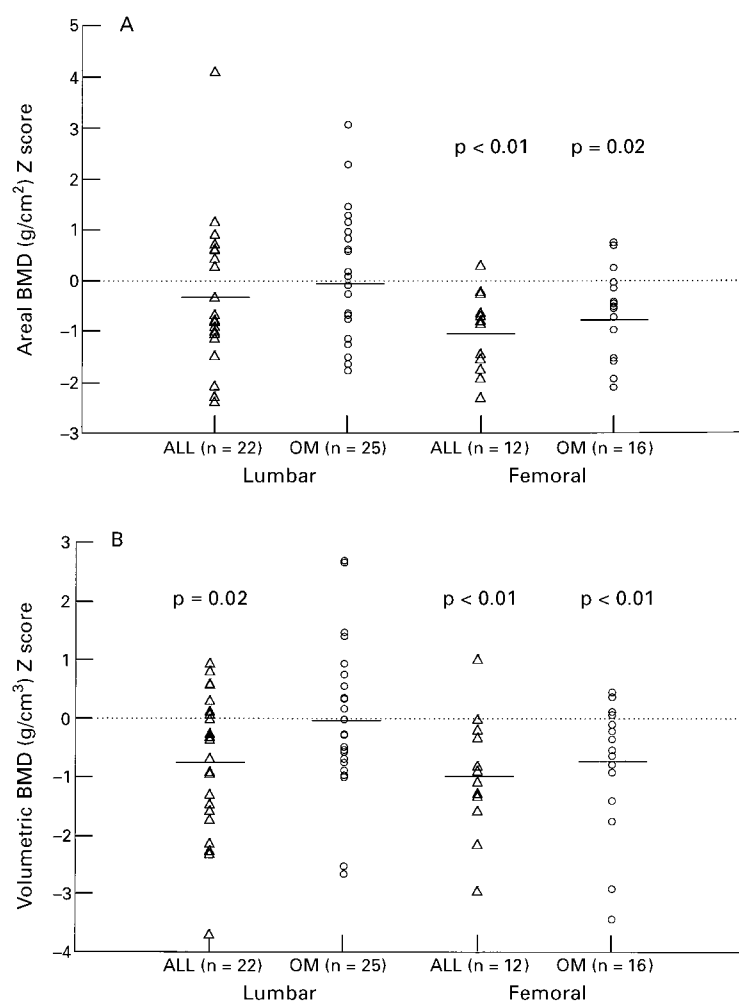 A
5
4
3
2
1
0
−1
−2
−3
Areal BMD (g/cm²) Z score
p < 0.01
p = 0.02
ALL (n = 22) OM (n = 25) ALL (n = 12) OM (n = 16)
Lumbar Femoral
B
3
2
1
0
−1
−2
−3
−4
Volumetric BMD (g/cm³) Z score
p = 0.02
p < 0.01
p < 0.01
ALL (n = 22) OM (n = 25) ALL (n = 12) OM (n = 16)
Lumbar Femoral